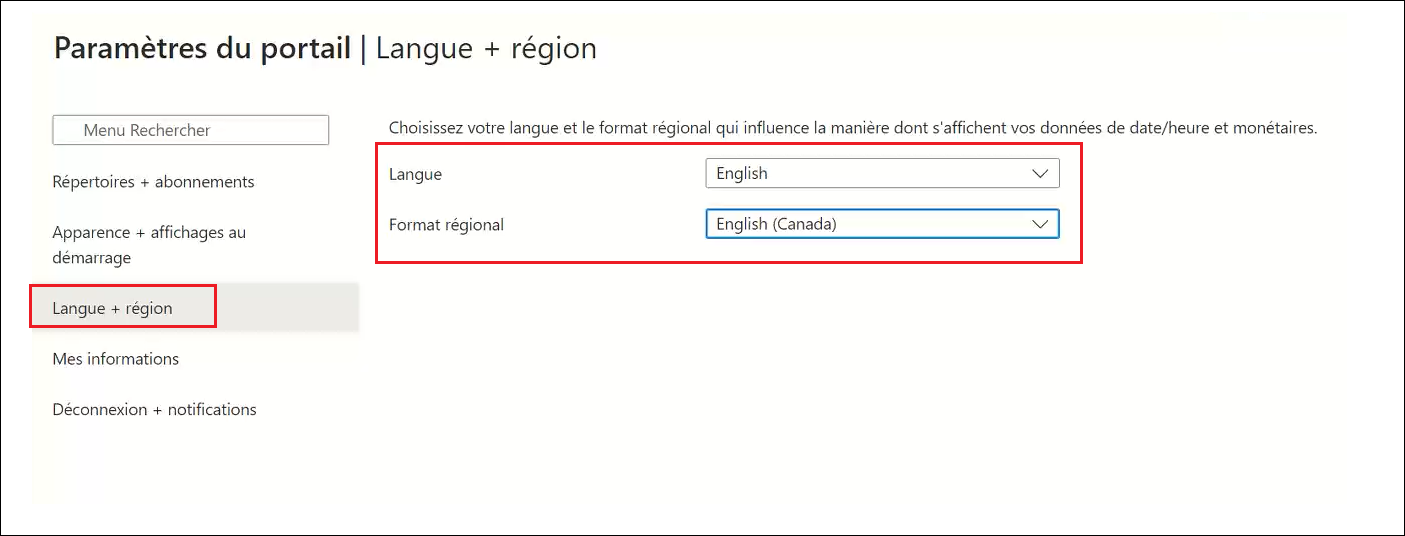 Paramètres du portail | Langue + région
Menu Rechercher
Répertoires + abonnements
Apparence + affichages au
démarrage
Langue + région
Mes informations
Déconnexion + notifications
Choisissez votre langue et le format régional qui influence la manière dont s'affichent vos données de date/heure et monétaires.
Langue English
Format régional English (Canada)